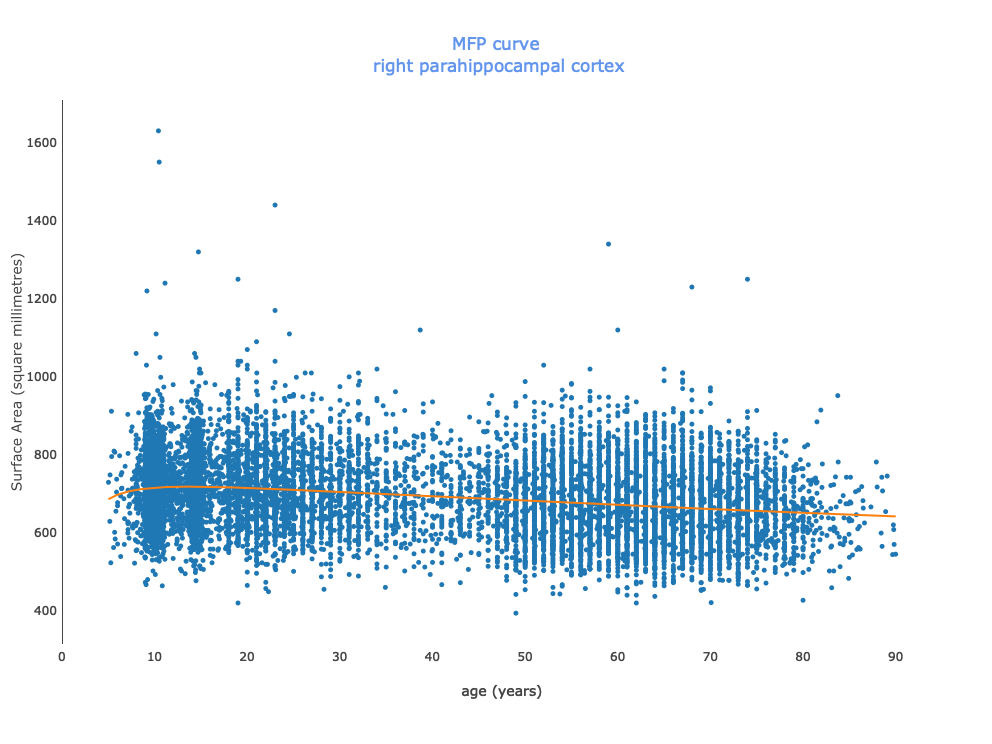 MFP curve
right parahippocampal cortex
Surface Area (square millimetres)
1600
1400
1200
1000
800
600
400
0 10 20 30 40 50 60 70 80 90
age (years)